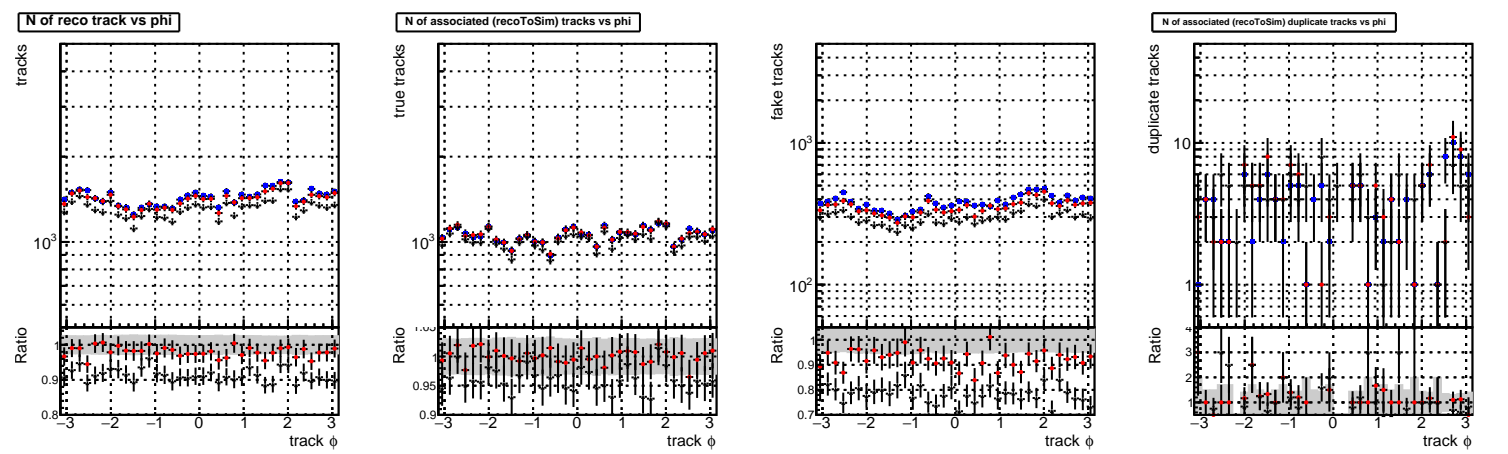 N of reco track vs phi
tracks
10³
Ratio
1
0.9
0.8
−3 −2 −1 0 1 2 3
track ϕ
N of associated (recoToSim) tracks vs phi
true tracks
10³
Ratio
1.05
1
0.95
0.9
−3 −2 −1 0 1 2 3
track ϕ
fake tracks
10³
10²
Ratio
1
0.9
0.8
0.7
−3 −2 −1 0 1 2 3
track ϕ
N of associated (recoToSim) duplicate tracks vs phi
duplicate tracks
10
1
Ratio
4
3
2
1
−3 −2 −1 0 1 2 3
track ϕ